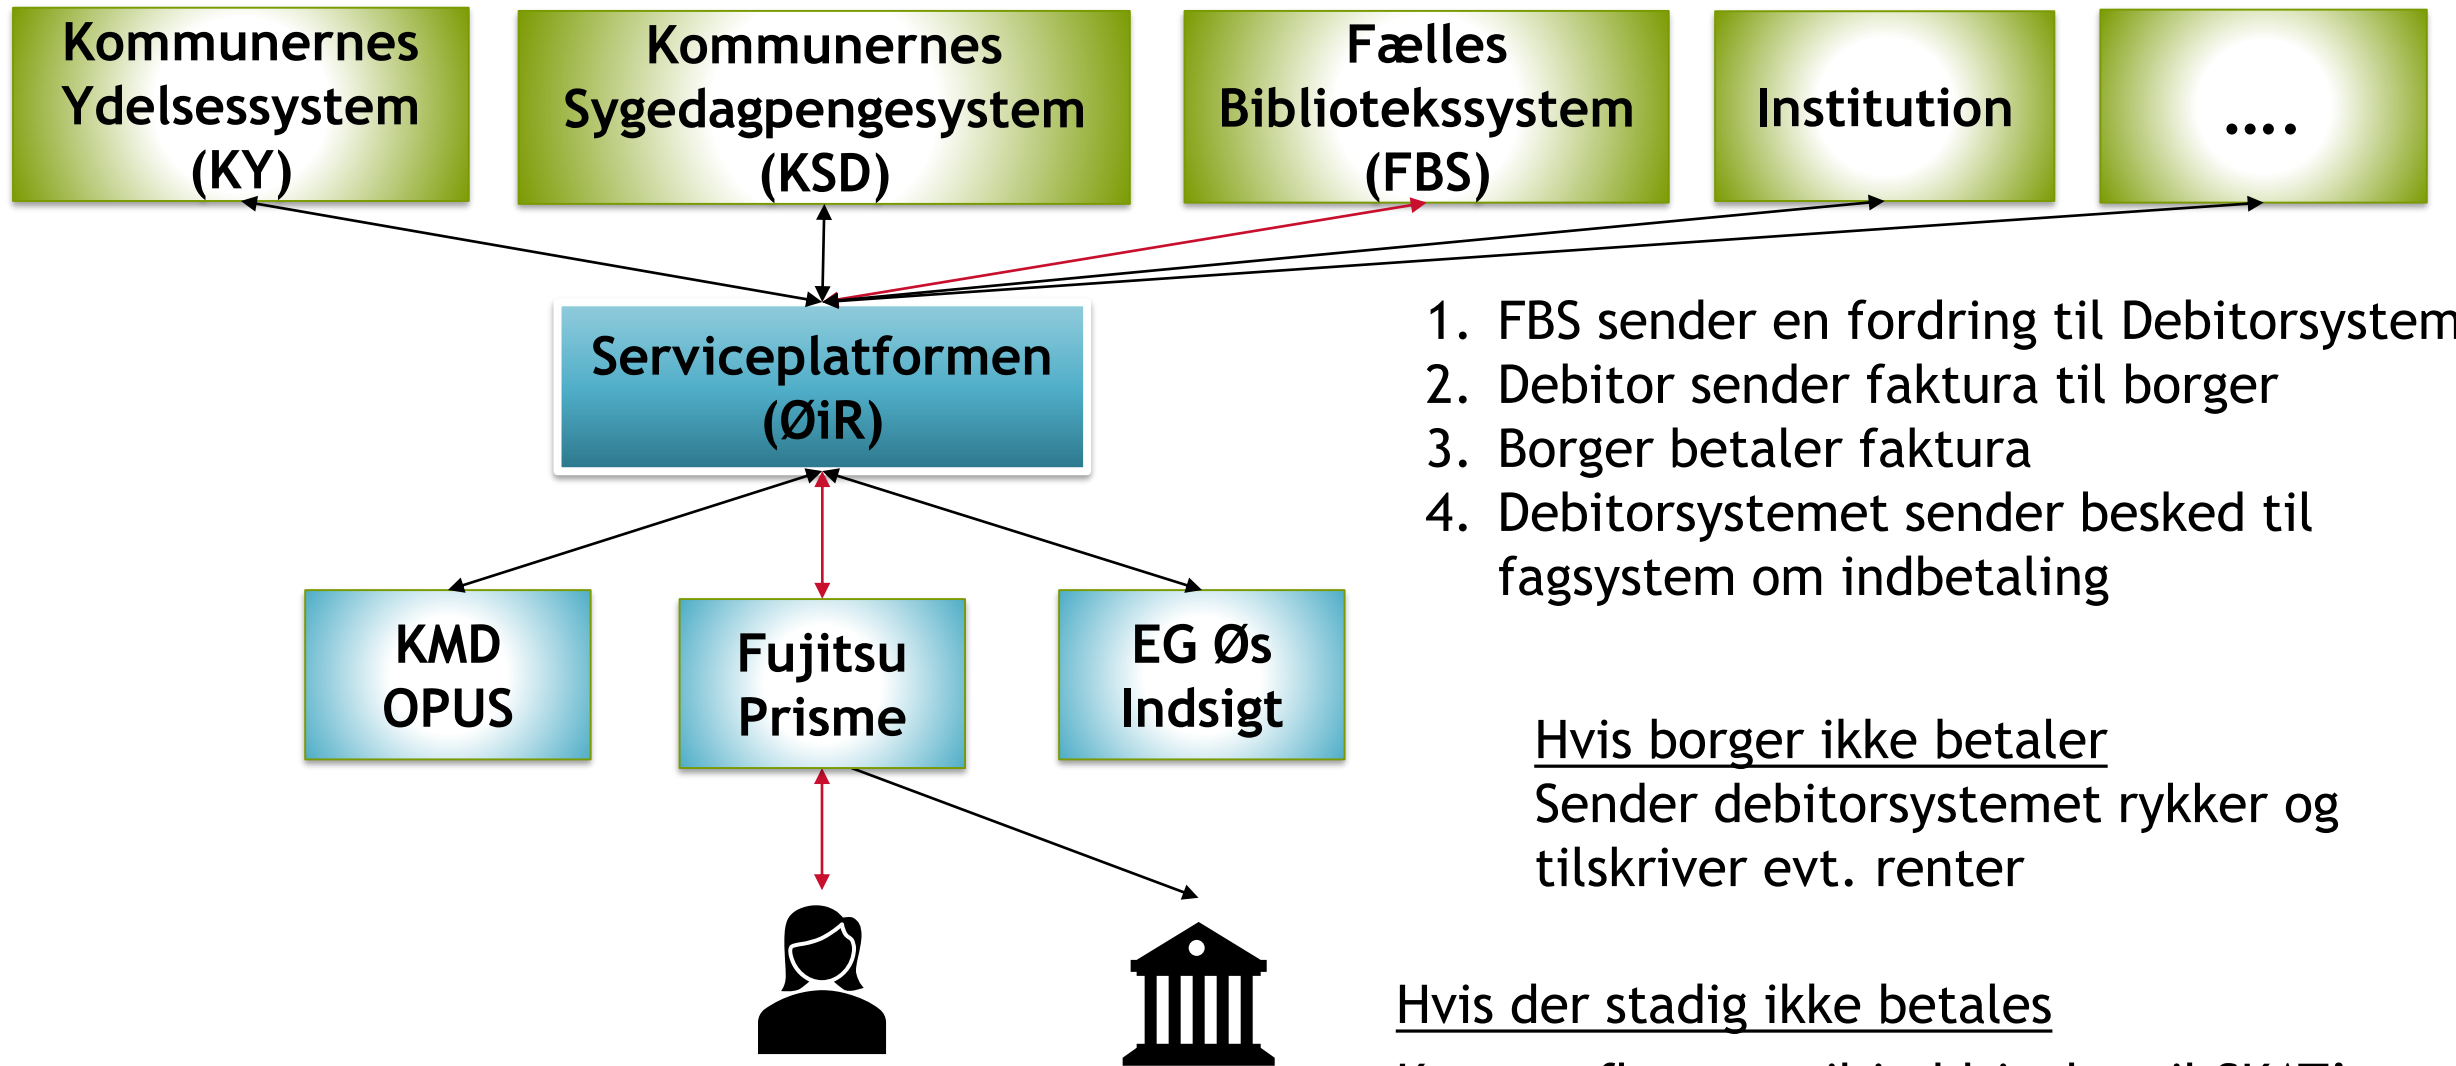 Kommunernes
Ydelsessystem
(KY)
Kommunernes
Sygedagpengesystem
(KSD)
Fælles
Bibliotekssystem
(FBS)
Institution
....
Serviceplatformen
(ØiR)
KMD
OPUS
Fujitsu
Prisme
EG Øs
Indsigt
1. FBS sender en fordring til Debitorsystem
2. Debitor sender faktura til borger
3. Borger betaler faktura
4. Debitorsystemet sender besked til
fagsystem om indbetaling
Hvis borger ikke betaler
Sender debitorsystemet rykker og
tilskriver evt. renter
Hvis der stadig ikke betales